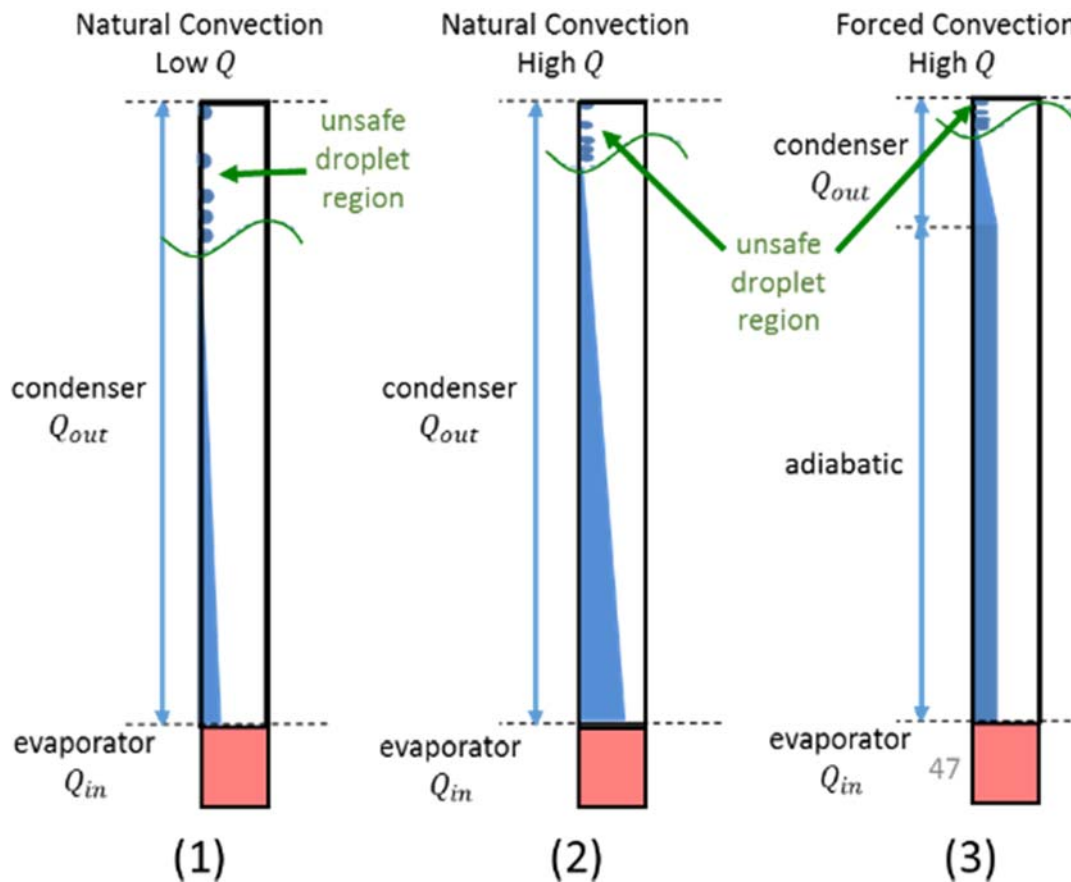 Natural Convection
Low Q
Natural Convection
High Q
Forced Convection
High Q
unsafe
droplet
region
condenser
Q_out
unsafe
droplet
region
condenser
Q_out
condenser
Q_out
adiabatic
evaporator
Q_in
evaporator
Q_in
evaporator
Q_in
47
(1)
(2)
(3)